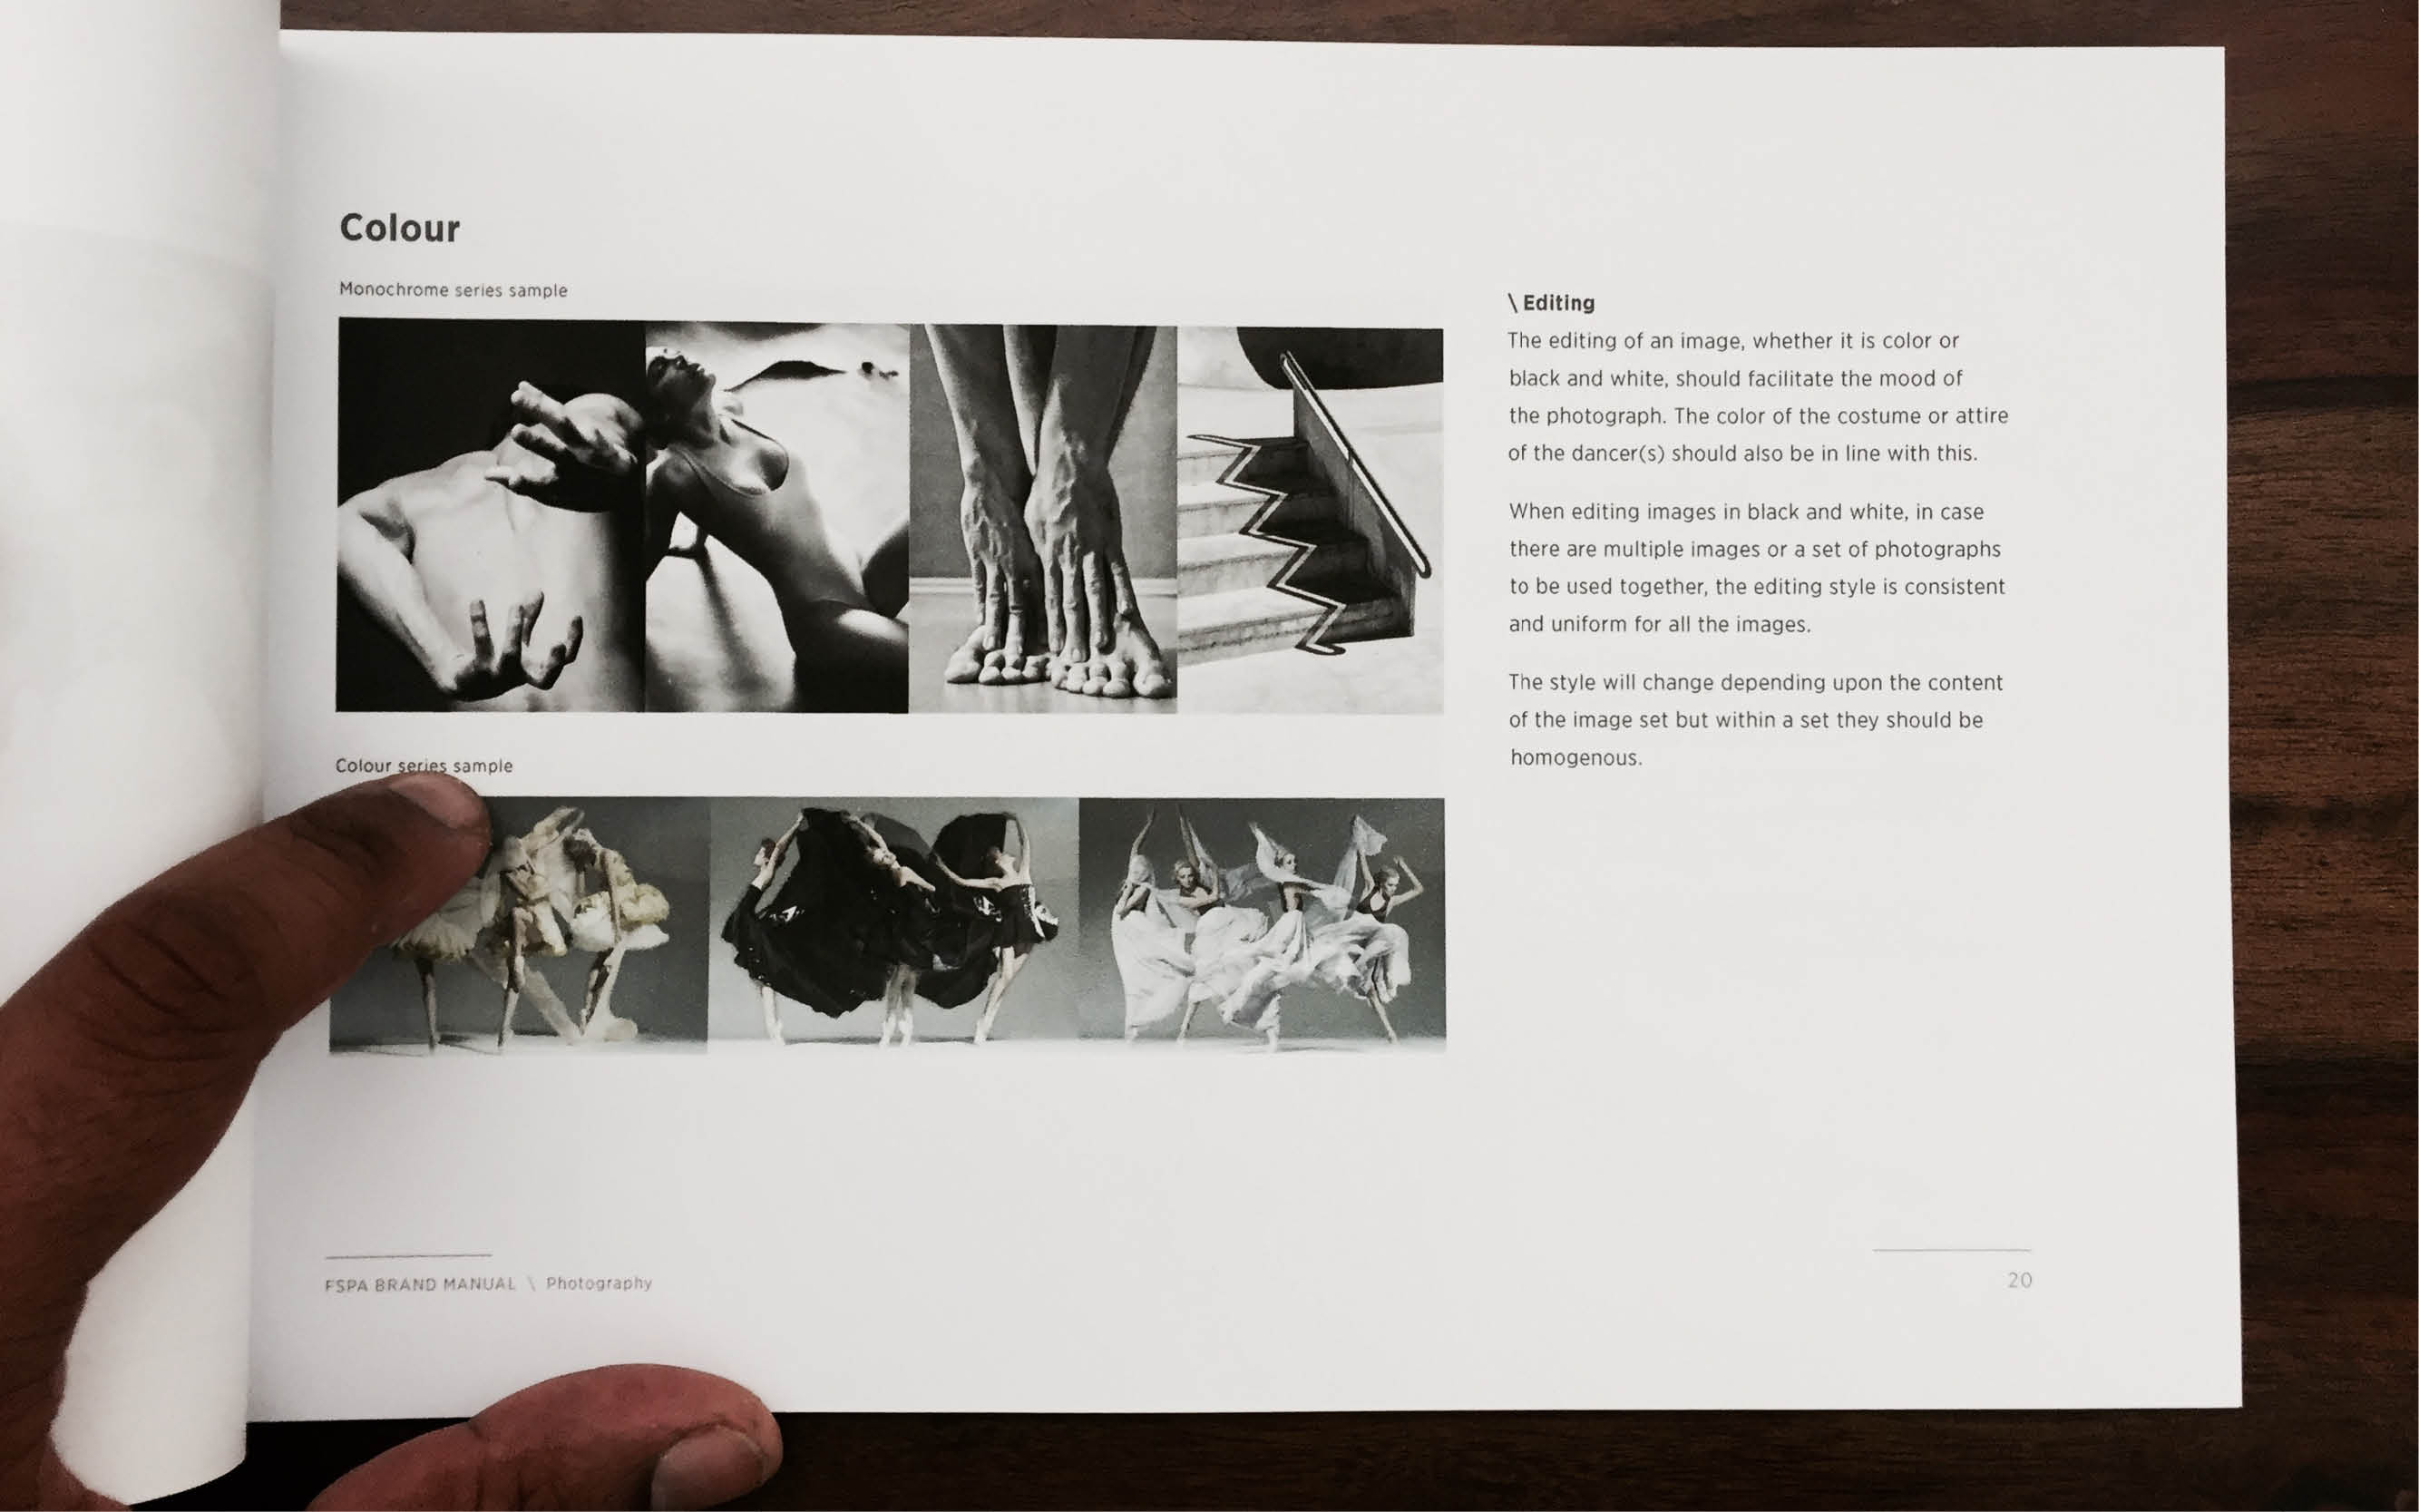 Colour
Monochrome series sample
Colour series sample
\ Editing
The editing of an image, whether it is color or
black and white, should facilitate the mood of
the photograph. The color of the costume or attire
of the dancer(s) should also be in line with this.
When editing images in black and white, in case
there are multiple images or a set of photographs
to be used together, the editing style is consistent
and uniform for all the images.
The style will change depending upon the content
of the image set but within a set they should be
homogenous.
FSPA BRAND MANUAL \ Photography
20